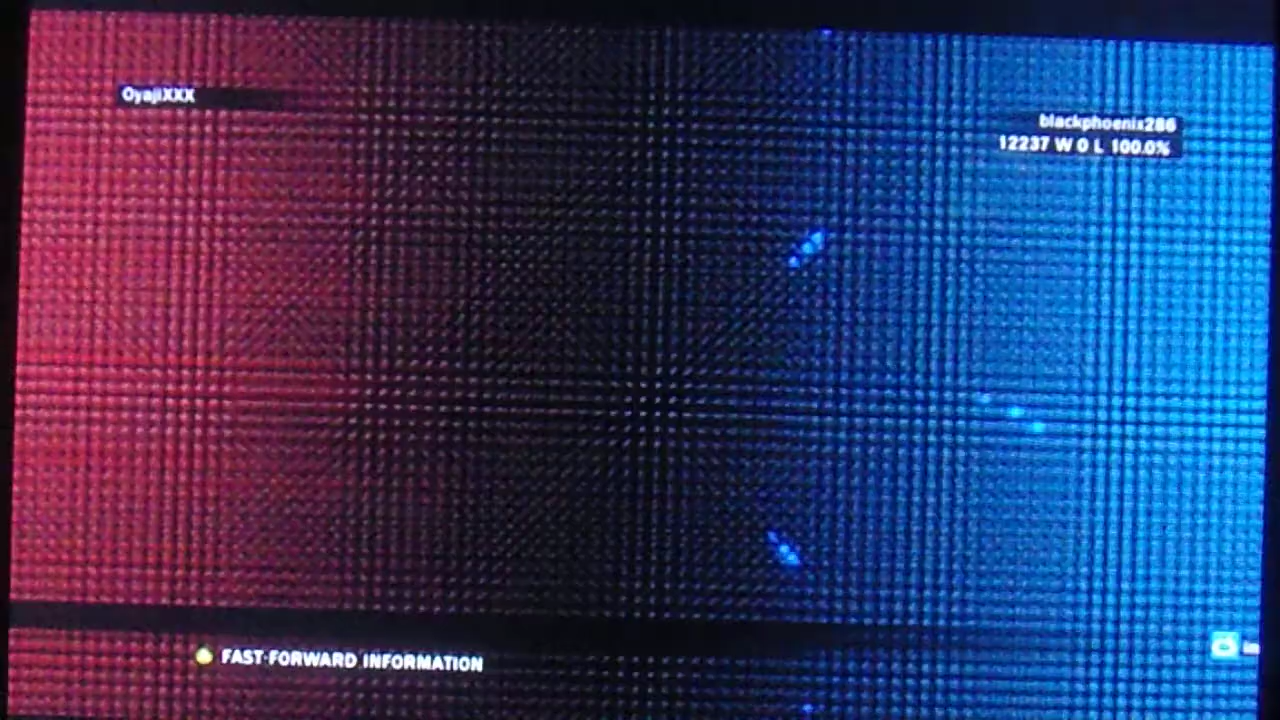 OyajiXXX
blackphoenix286
12237 W 0 L 100.0%
FAST-FORWARD INFORMATION